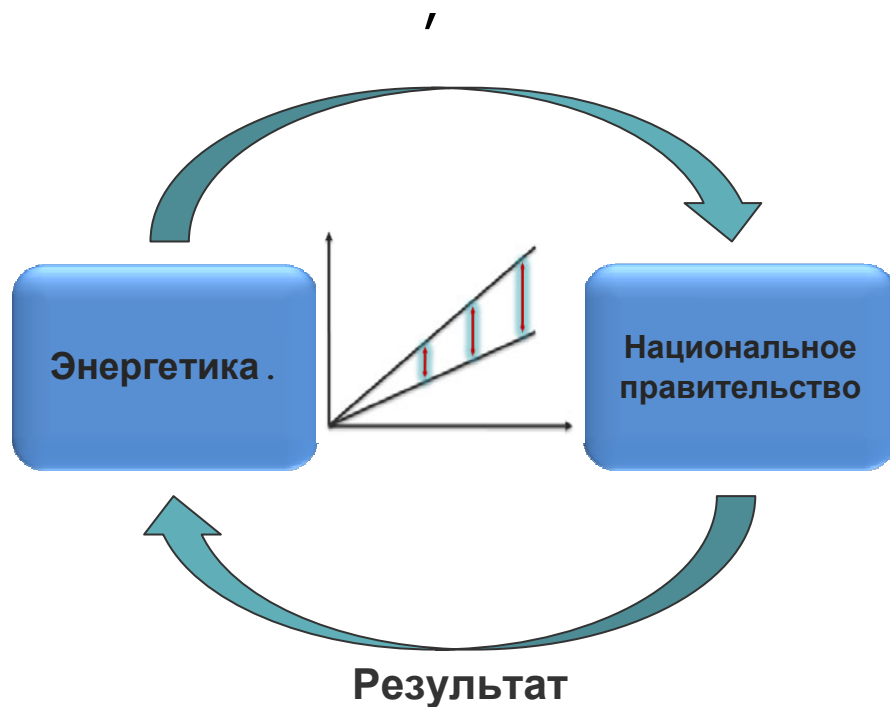 ,
Энергетика .
Национальное
правительство
Результат